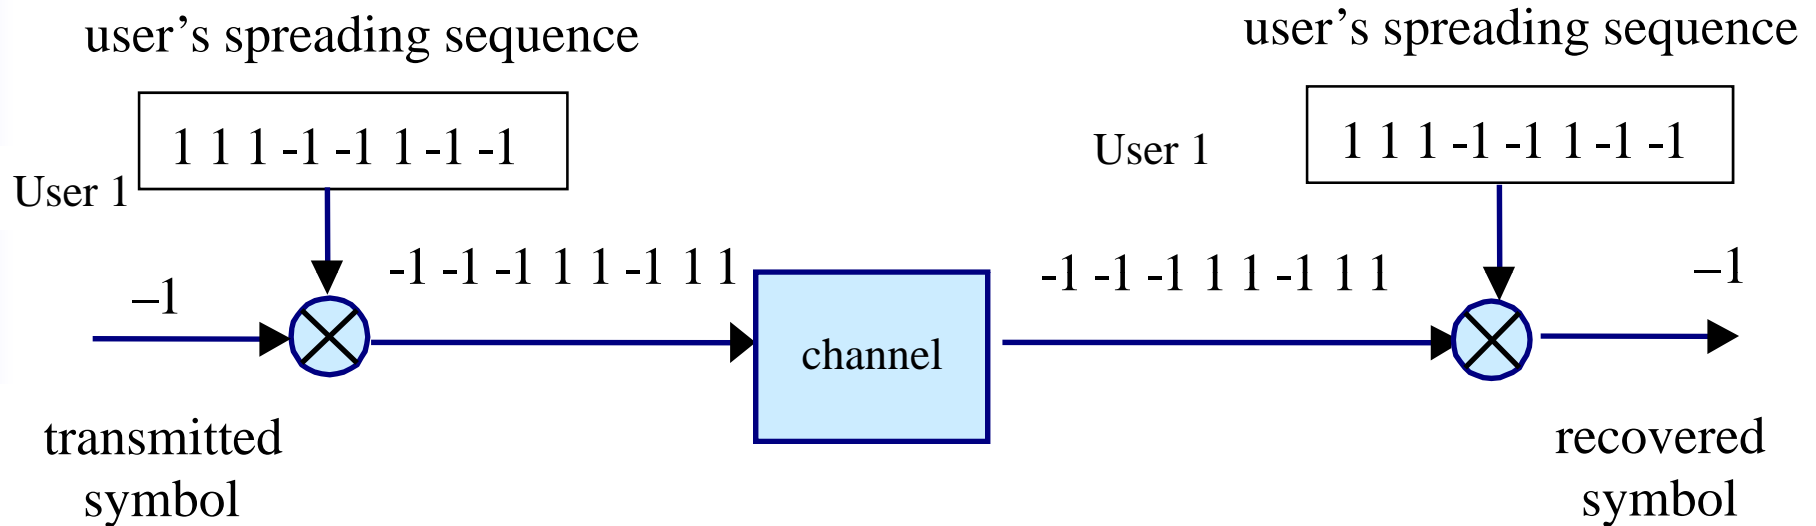 user’s spreading sequence
1 1 1 -1 -1 1 -1 -1
User 1
–1
-1 -1 -1 1 1 -1 1 1
transmitted
symbol
channel
user’s spreading sequence
User 1
1 1 1 -1 -1 1 -1 -1
-1 -1 -1 1 1 -1 1 1
–1
recovered
symbol